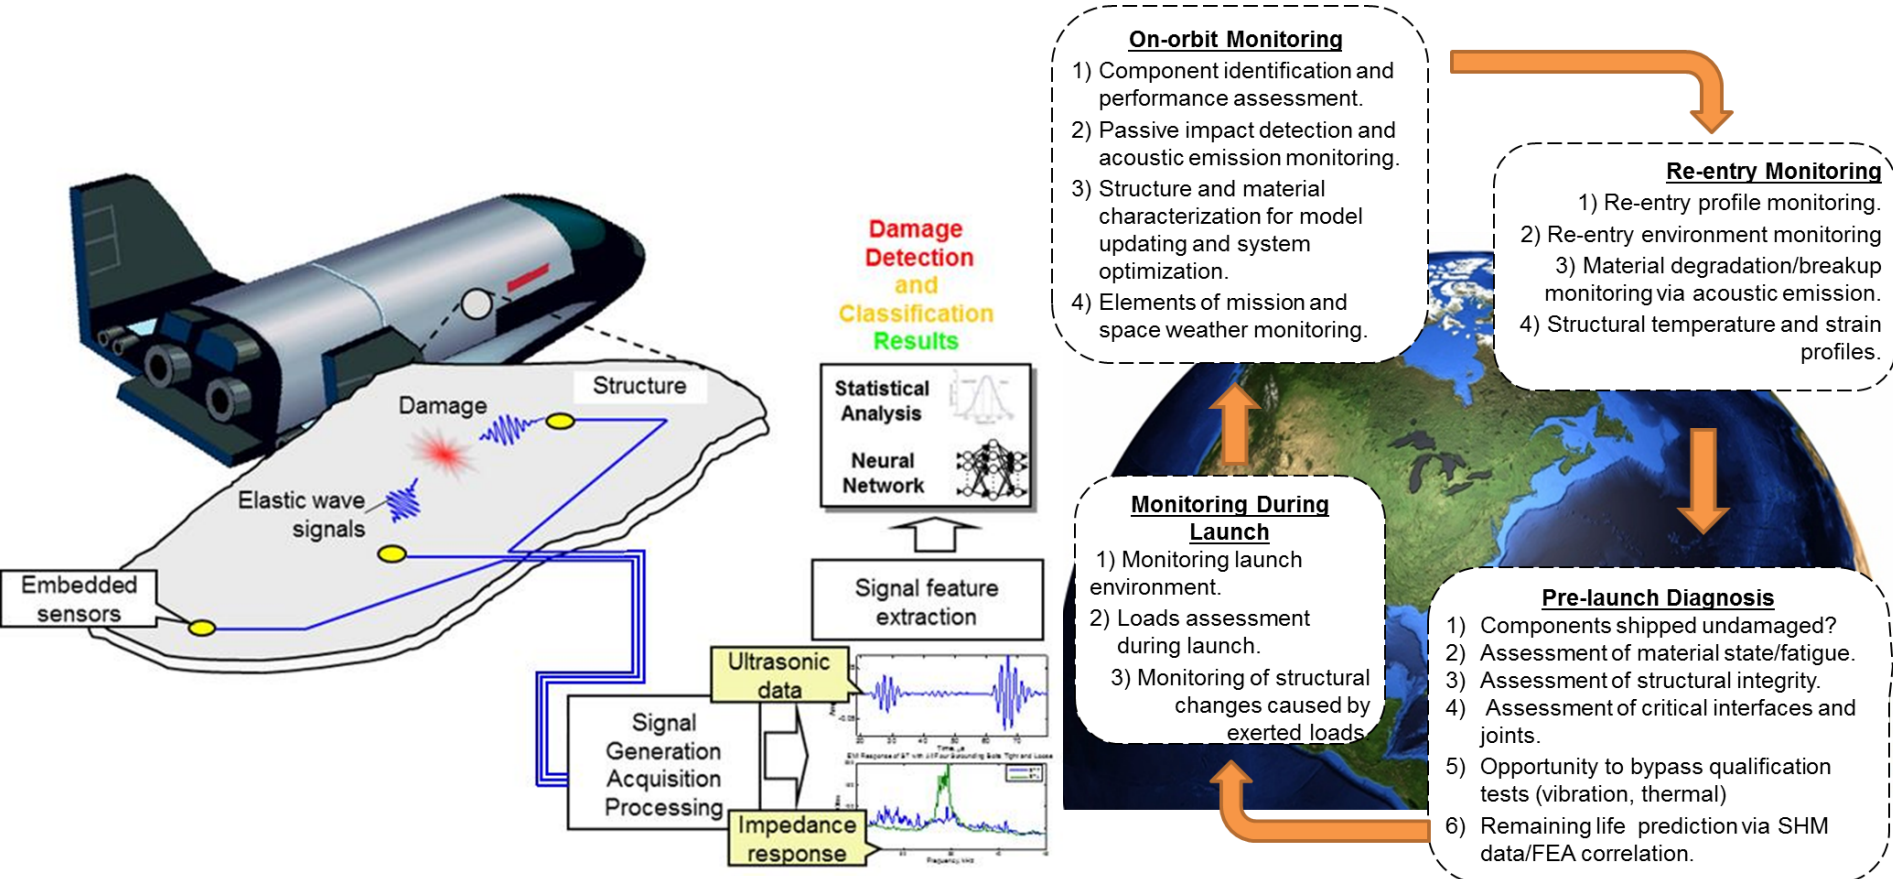 Structure
Damage
Elastic wave
signals
Embedded
sensors
Damage
Detection
and
Classification
Results
Statistical
Analysis
Neural
Network
Signal feature
extraction
Ultrasonic
data
Signal
Generation
Acquisition
Processing
Impedance
response
Time, µs
Frequency, kHz
On-orbit Monitoring
1) Component identification and
performance assessment.
2) Passive impact detection and
acoustic emission monitoring.
3) Structure and material
characterization for model
updating and system
optimization.
4) Elements of mission and
space weather monitoring.
Re-entry Monitoring
1) Re-entry profile monitoring.
2) Re-entry environment monitoring
3) Material degradation/breakup
monitoring via acoustic emission.
4) Structural temperature and strain
profiles.
Monitoring During
Launch
1) Monitoring launch
environment.
2) Loads assessment
during launch.
3) Monitoring of structural
changes caused by
exerted loads.
Pre-launch Diagnosis
1) Components shipped undamaged?
2) Assessment of material state/fatigue.
3) Assessment of structural integrity.
4) Assessment of critical interfaces and
joints.
5) Opportunity to bypass qualification
tests (vibration, thermal)
6) Remaining life prediction via SHM
data/FEA correlation.